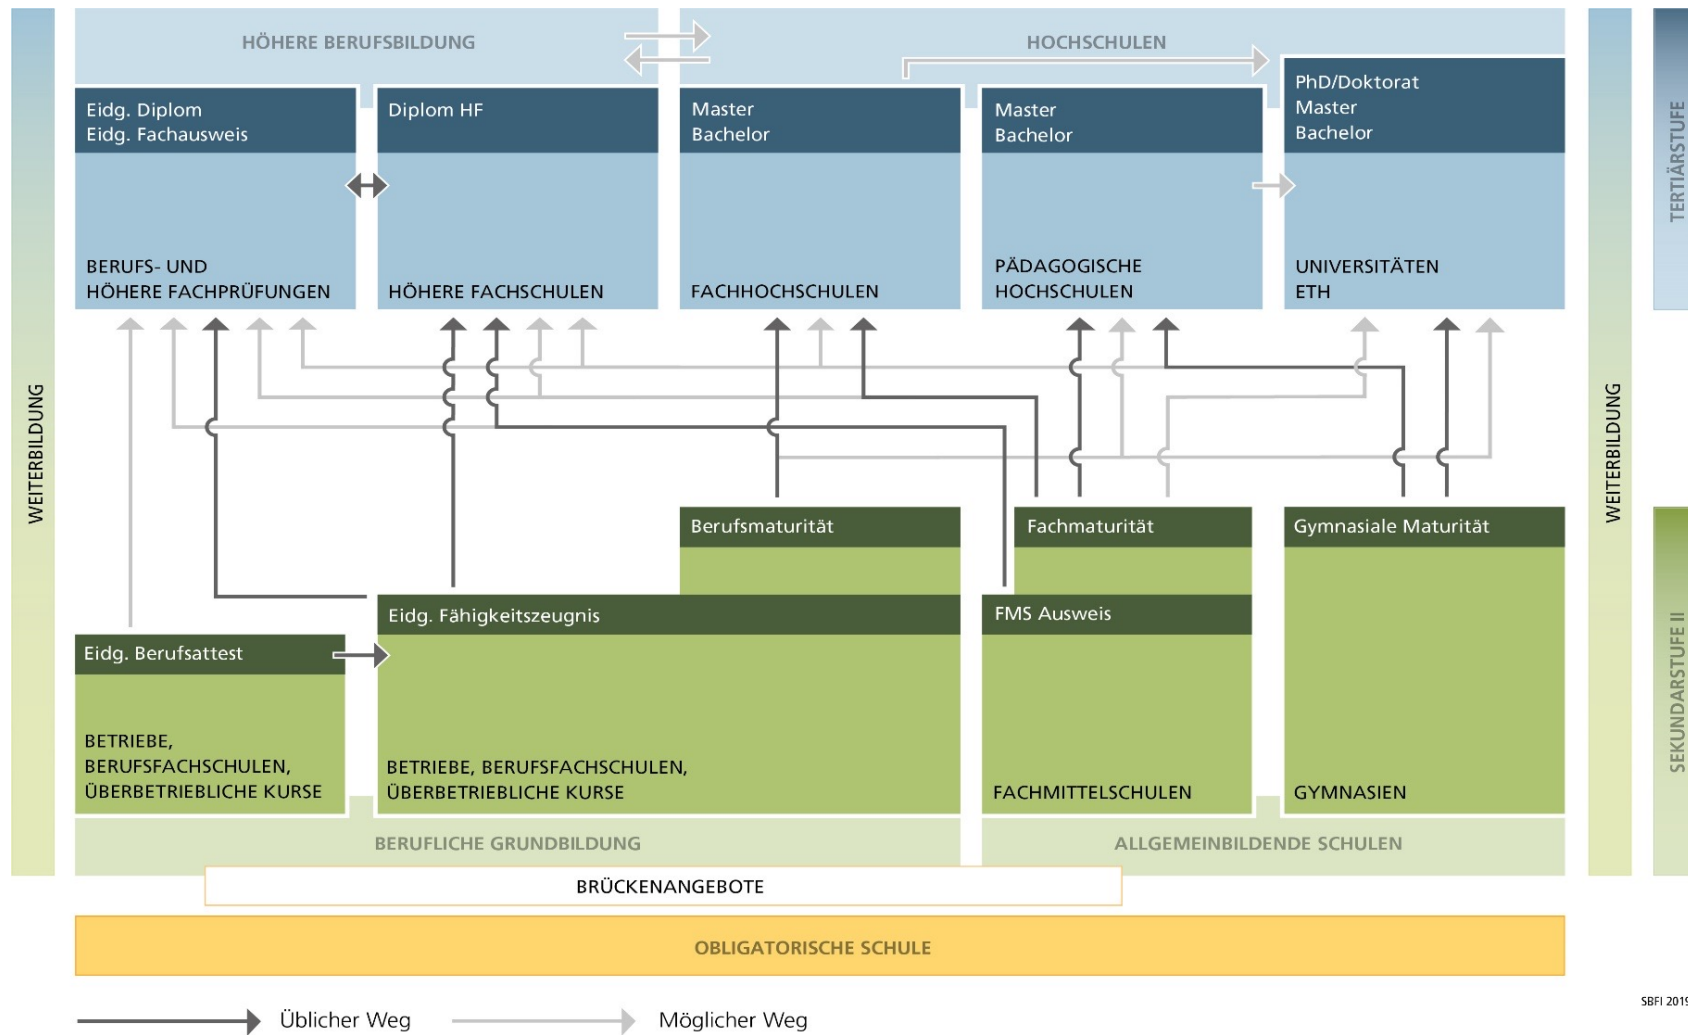 HÖHERE BERUFSBILDUNG
HOCHSCHULEN
Eidg. Diplom
Eidg. Fachausweis
Diplom HF
Master
Bachelor
Master
Bachelor
PhD/Doktorat
Master
Bachelor
BERUFS- UND
HÖHERE FACHPRÜFUNGEN
HÖHERE FACHSCHULEN
FACHHOCHSCHULEN
PÄDAGOGISCHE
HOCHSCHULEN
UNIVERSITÄTEN
ETH
WEITERBILDUNG
WEITERBILDUNG
TERTIÄRSTUFE
Berufsmaturität
Fachmaturität
Gymnasiale Maturität
Eidg. Fähigkeitszeugnis
FMS Ausweis
Eidg. Berufsattest
SEKUNDARSTUFE II
BETRIEBE,
BERUFSFACHSCHULEN,
ÜBERBETRIEBLICHE KURSE
BETRIEBE, BERUFSFACHSCHULEN,
ÜBERBETRIEBLICHE KURSE
FACHMITTELSCHULEN
GYMNASIEN
BERUFLICHE GRUNDBILDUNG
ALLGEMEINBILDENDE SCHULEN
BRÜCKENANGEBOTE
OBLIGATORISCHE SCHULE
Üblicher Weg
Möglicher Weg
SBFI 2019